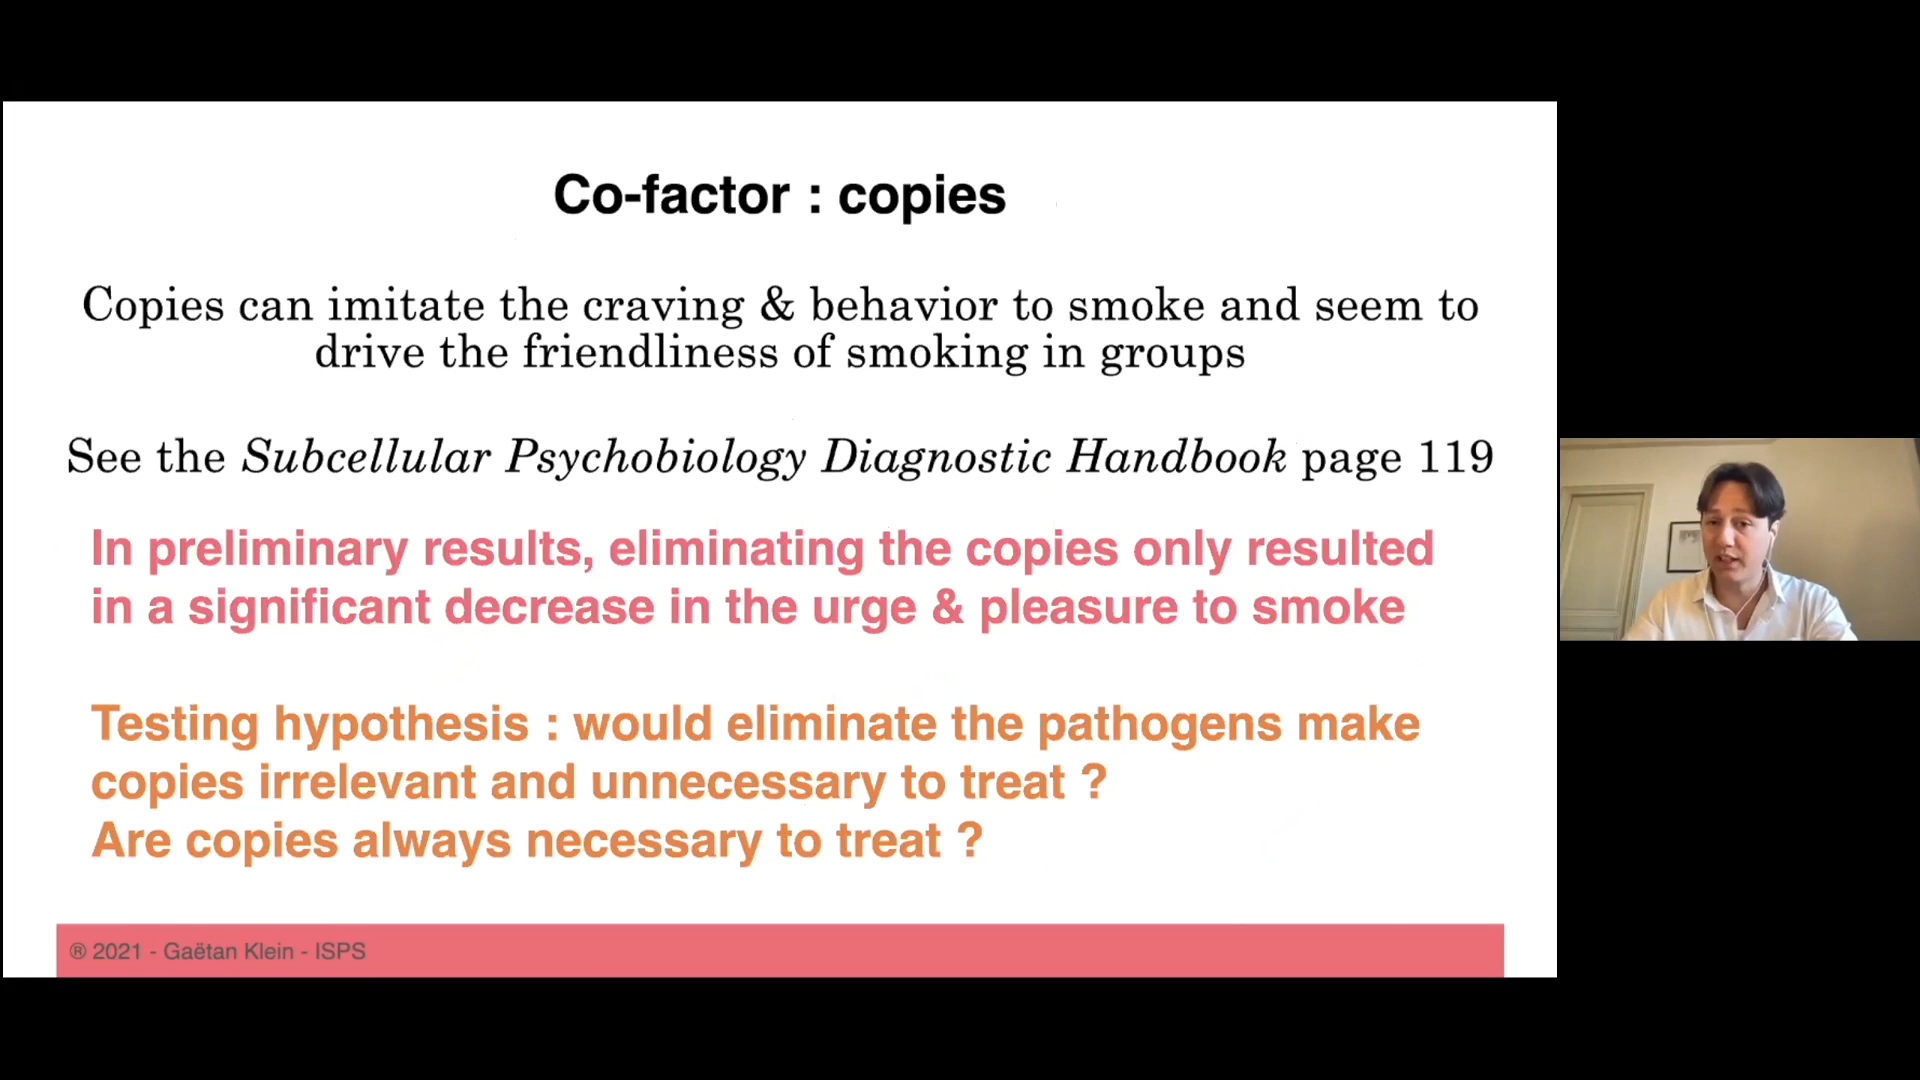 Co-factor : copies
Copies can imitate the craving & behavior to smoke and seem to
drive the friendliness of smoking in groups
See the Subcellular Psychobiology Diagnostic Handbook page 119
In preliminary results, eliminating the copies only resulted
in a significant decrease in the urge & pleasure to smoke
Testing hypothesis : would eliminate the pathogens make
copies irrelevant and unnecessary to treat ?
Are copies always necessary to treat ?
® 2021 - Gaëtan Klein - ISPS